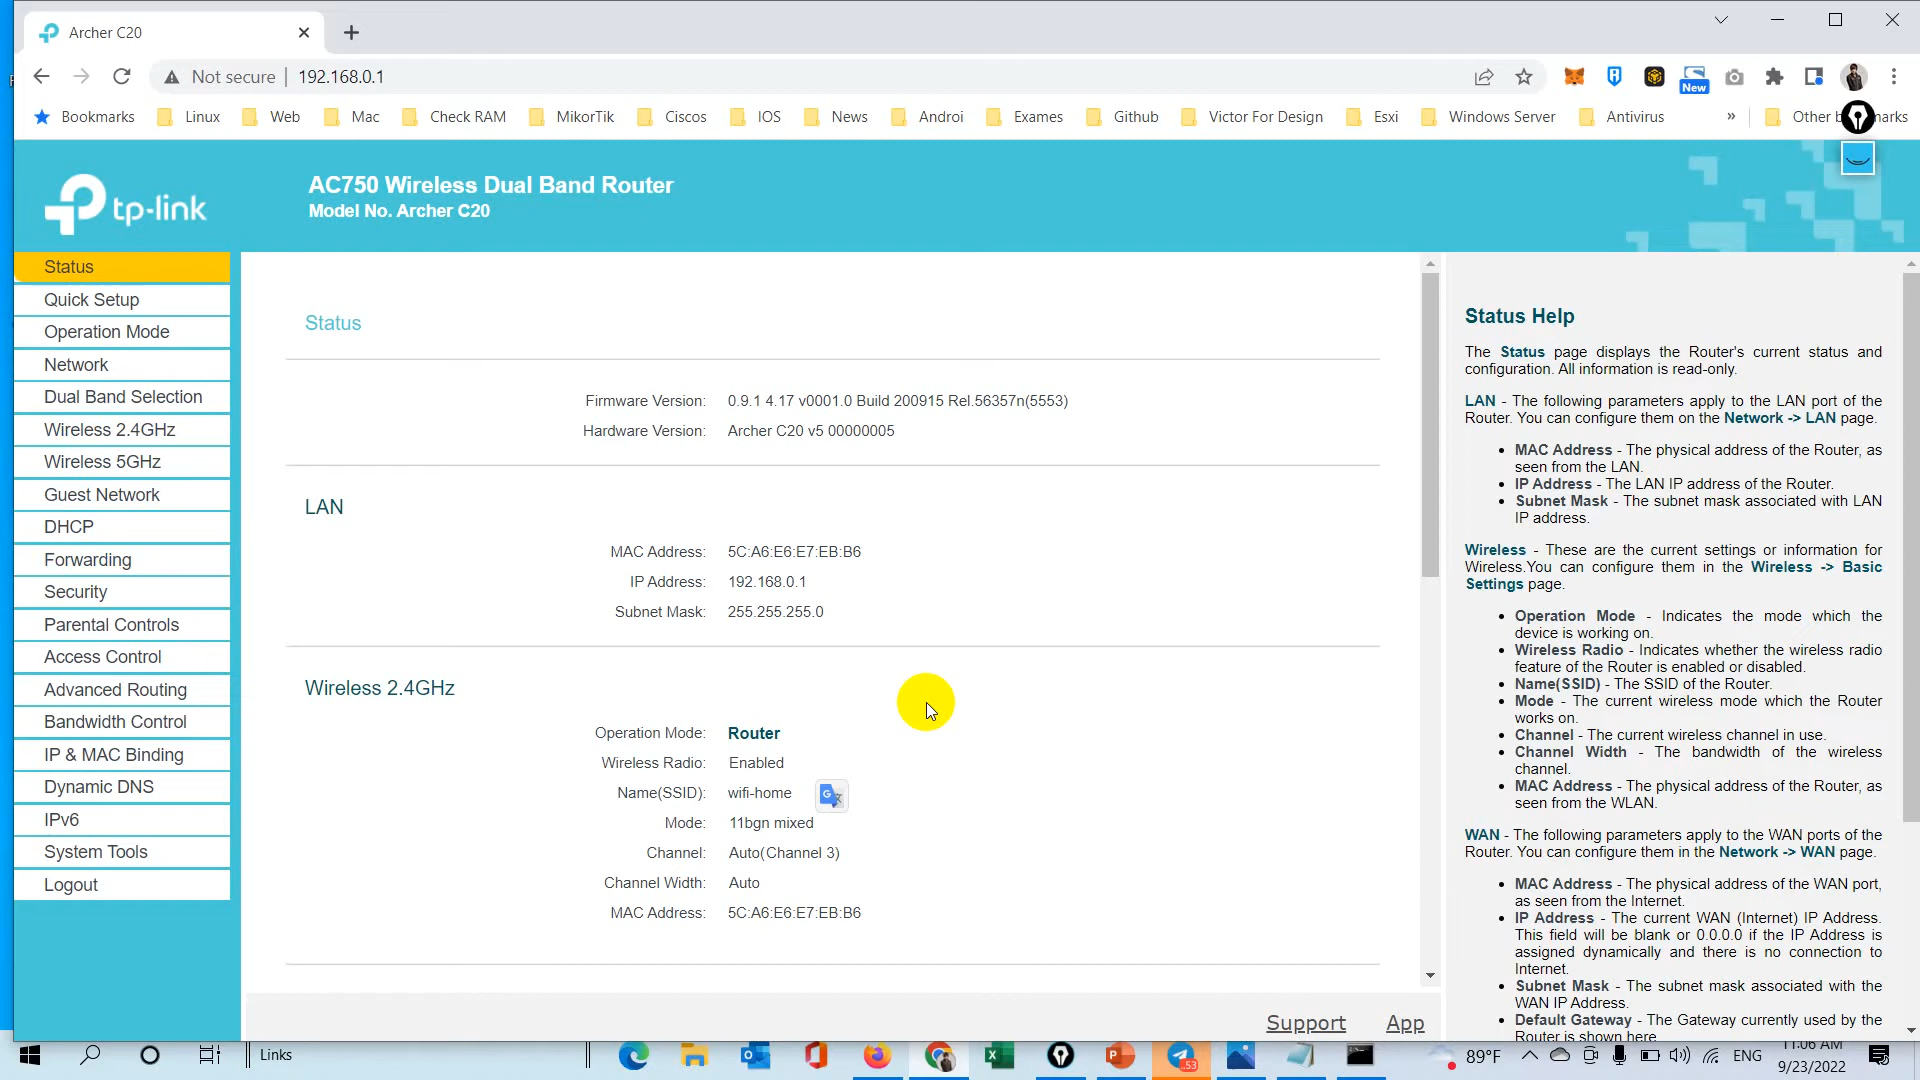 Archer C20
Not secure
192.168.0.1
New
Bookmarks
Linux
Web
Mac
Check RAM
MikorTik
Ciscos
IOS
News
Androi
Exames
Github
Victor For Design
Esxi
Windows Server
Antivirus
»
tp-link
AC750 Wireless Dual Band Router
Model No. Archer C20
Status
Quick Setup
Operation Mode
Network
Dual Band Selection
Wireless 2.4GHz
Wireless 5GHz
Guest Network
DHCP
Forwarding
Security
Parental Controls
Access Control
Advanced Routing
Bandwidth Control
IP & MAC Binding
Dynamic DNS
IPv6
System Tools
Logout
Status
Firmware Version: 0.9.1 4.17 v0001.0 Build 200915 Rel.56357n(5553)
Hardware Version: Archer C20 v5 00000005
LAN
MAC Address: 5C:A6:E6:E7:EB:B6
IP Address: 192.168.0.1
Subnet Mask: 255.255.255.0
Wireless 2.4GHz
Operation Mode: Router
Wireless Radio: Enabled
Name(SSID): wifi-home
Mode: 11bgn mixed
Channel: Auto(Channel 3)
Channel Width: Auto
MAC Address: 5C:A6:E6:E7:EB:B6
Support
App
Status Help
The Status page displays the Router's current status and
configuration. All information is read-only.
LAN - The following parameters apply to the LAN port of the
Router. You can configure them on the Network -> LAN page.
• MAC Address - The physical address of the Router, as
seen from the LAN.
• IP Address - The LAN IP address of the Router.
• Subnet Mask - The subnet mask associated with LAN
IP address.
Wireless - These are the current settings or information for
Wireless.You can configure them in the Wireless -> Basic
Settings page.
• Operation Mode - Indicates the mode which the
device is working on.
• Wireless Radio - Indicates whether the wireless radio
feature of the Router is enabled or disabled.
• Name(SSID) - The SSID of the Router.
• Mode - The current wireless mode which the Router
works on.
• Channel - The current wireless channel in use.
• Channel Width - The bandwidth of the wireless
channel.
• MAC Address - The physical address of the Router, as
seen from the WLAN.
WAN - The following parameters apply to the WAN ports of the
Router. You can configure them in the Network -> WAN page.
• MAC Address - The physical address of the WAN port,
as seen from the Internet.
• IP Address - The current WAN (Internet) IP Address.
This field will be blank or 0.0.0.0 if the IP Address is
assigned dynamically and there is no connection to
Internet.
• Subnet Mask - The subnet mask associated with the
WAN IP Address.
• Default Gateway - The Gateway currently used by the
Router is shown here
Links
53
89°F
ENG
11:06 AM
9/23/2022